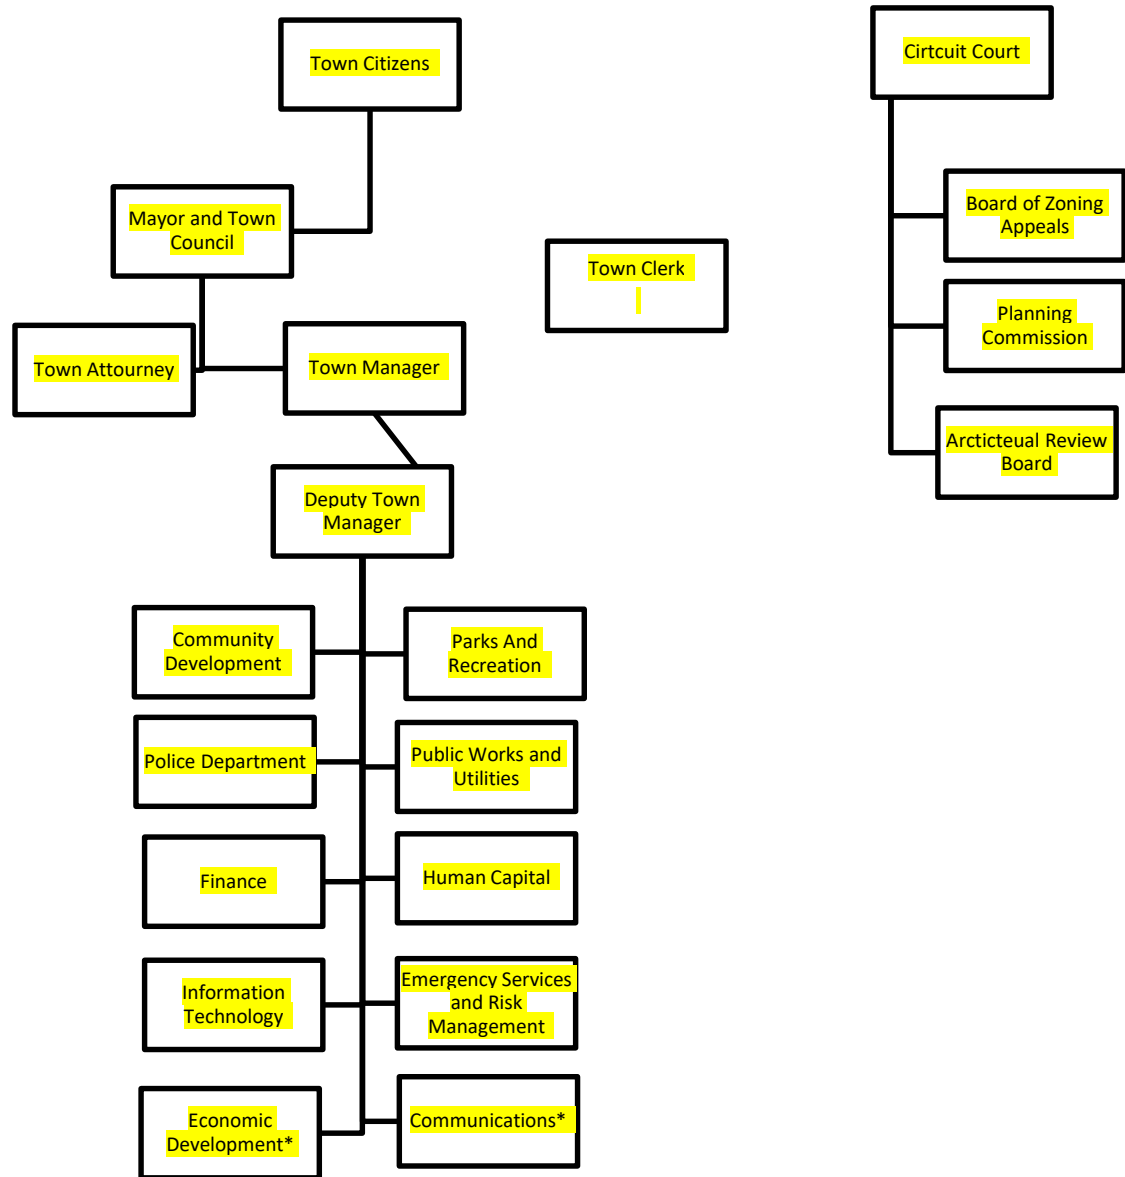 Town Citizens
Cirtcuit Court
Mayor and Town
Council
Board of Zoning
Appeals
Town Clerk
Planning
Commission
Town Attourney
Town Manager
Arcticteual Review
Board
Deputy Town
Manager
Community
Development
Parks And
Recreation
Police Department
Public Works and
Utilities
Finance
Human Capital
Information
Technology
Emergency Services
and Risk
Management
Economic
Development*
Communications*